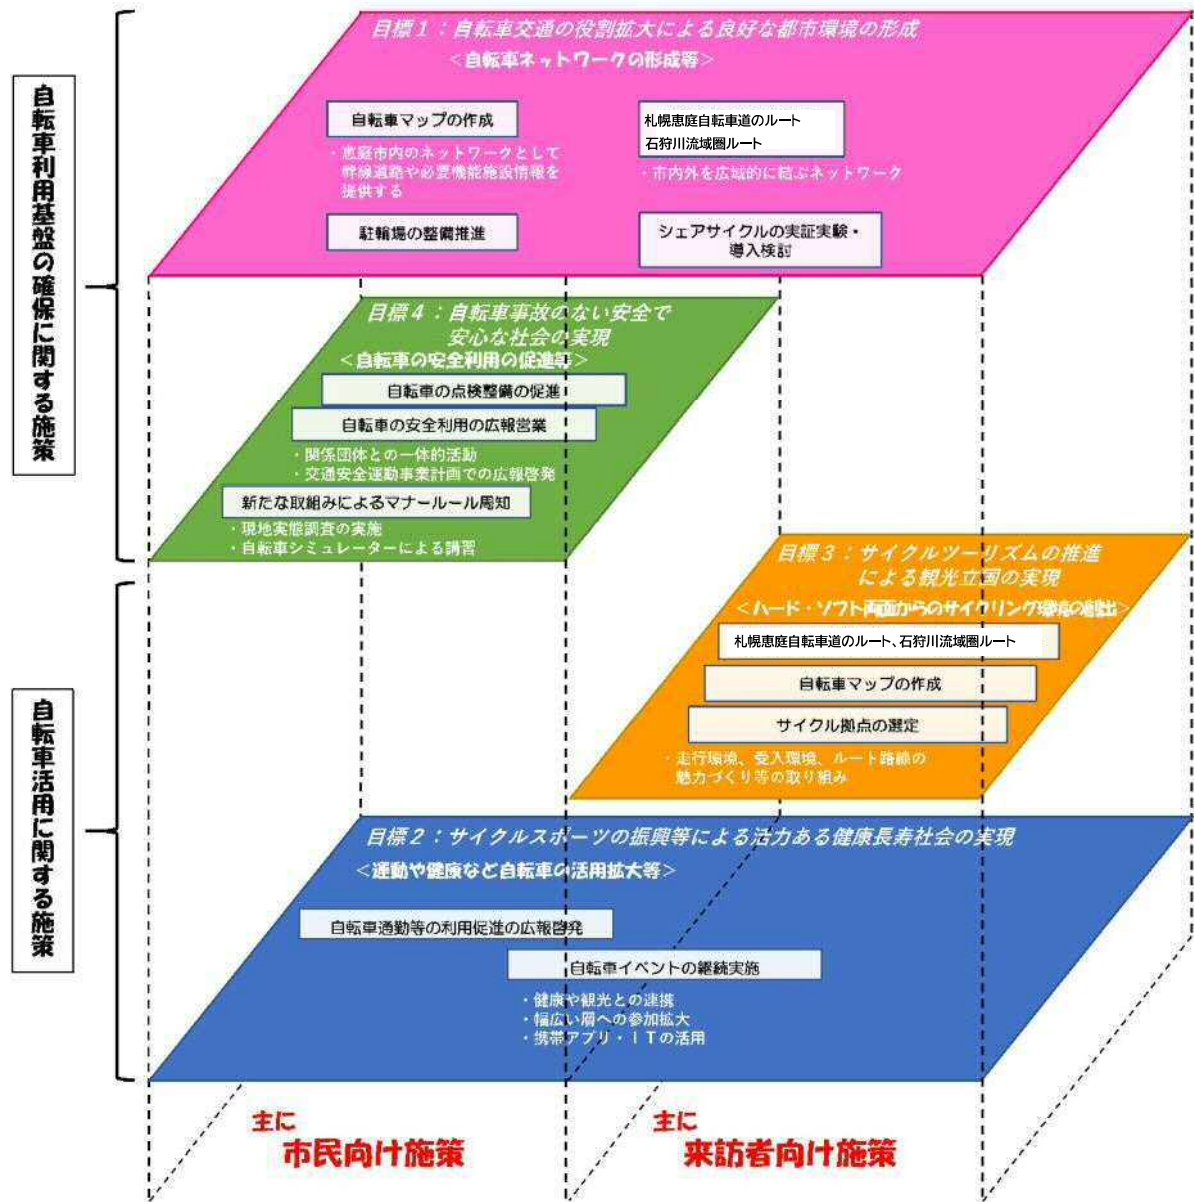 自転車利用基盤の確保に関する施策
目標1:自転車交通の役割拡大による良好な都市環境の形成
<自転車ネットワークの形成等>
自転車マップの作成
・恵庭市内のネットワークとして
幹線道路や必要機能施設情報を
提供する
駐輪場の整備推進
札幌恵庭自転車道のルート
石狩川流域圏ルート
・市内外を広域的に結ぶネットワーク
シェアサイクルの実証実験・
導入検討
目標4:自転車事故のない安全で
安心な社会の実現
<自転車の安全利用の促進等>
自転車の点検整備の促進
自転車の安全利用の広報営業
・関係団体との一体的活動
・交通安全運動事業計画での広報啓発
新たな取組みによるマナールール周知
・現地実態調査の実施
・自転車シミュレーターによる講習
自転車活用に関する施策
目標3:サイクルツーリズムの推進
による観光立国の実現
<ハード・ソフト両面からのサイクリング環境の創出>
札幌恵庭自転車道のルート、石狩川流域圏ルート
自転車マップの作成
サイクル拠点の選定
・走行環境、受入環境、ルート路線の
魅力づくり等の取り組み
目標2:サイクルスポーツの振興等による活力ある健康長寿社会の実現
<運動や健康など自転車の活用拡大等>
自転車通勤等の利用促進の広報啓発
自転車イベントの継続実施
・健康や観光との連携
・幅広い層への参加拡大
・携帯アプリ・ITの活用
主に
市民向け施策
主に
来訪者向け施策